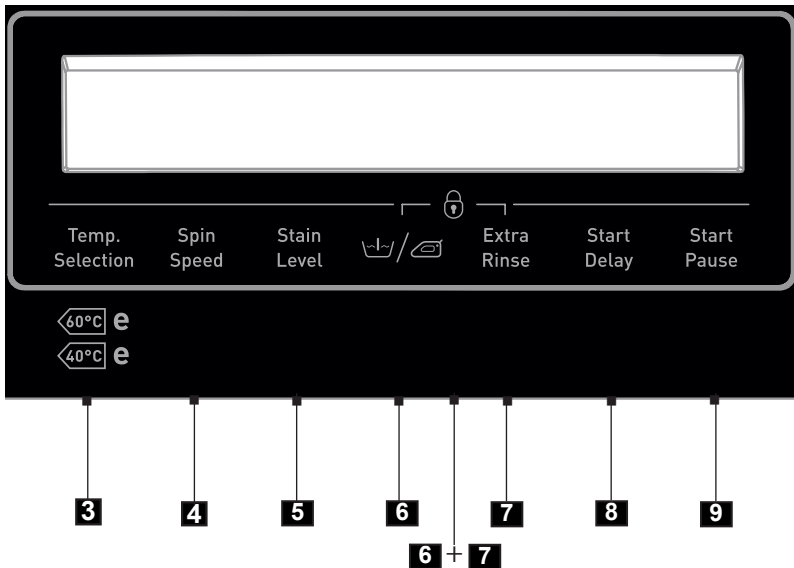 Temp. Selection
Spin Speed
Stain Level
/
Extra Rinse
Start Delay
Start Pause
60°C e
40°C e
3 4 5 6 7 8 9
6 + 7